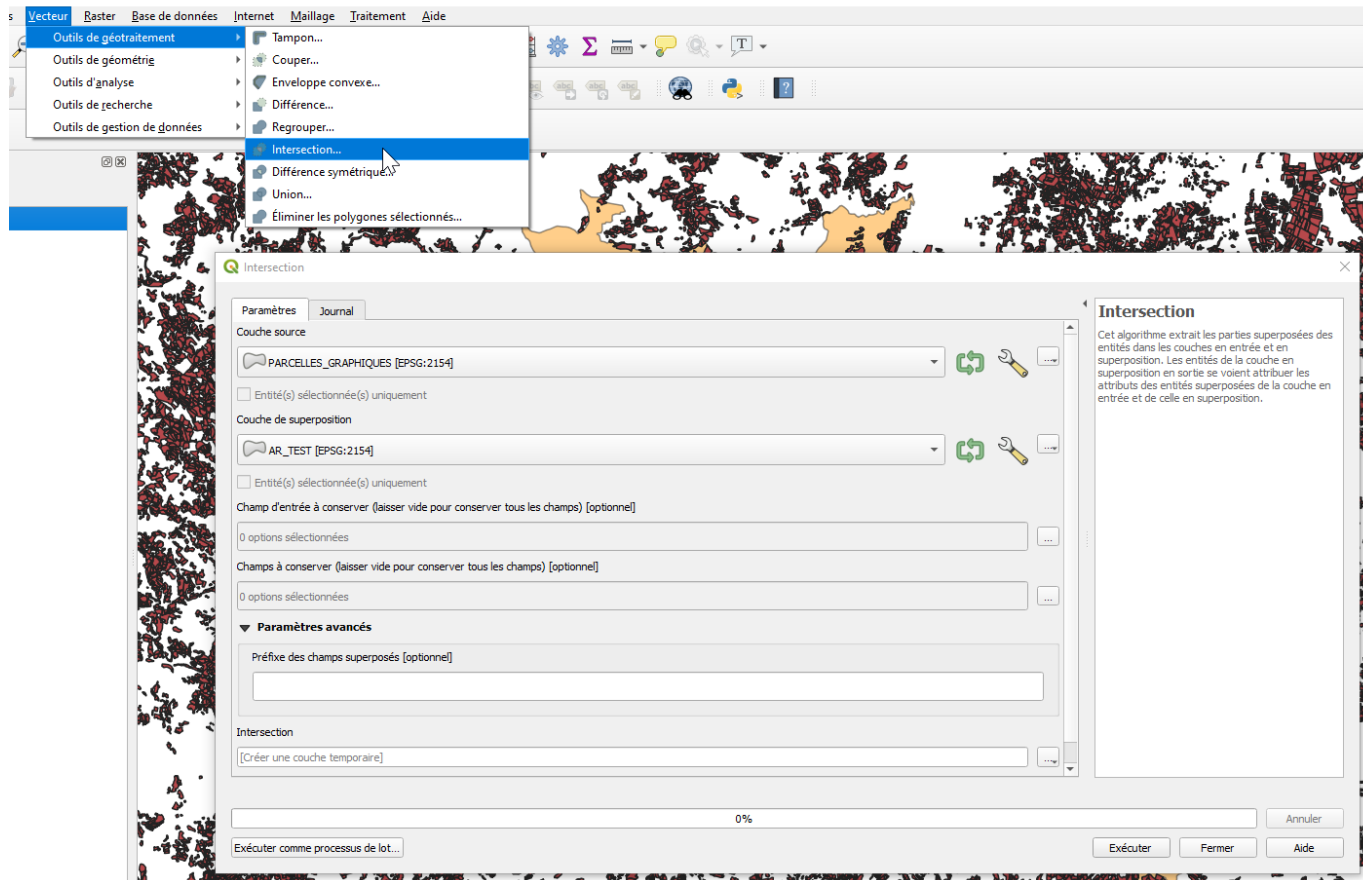 s Vecteur Raster Base de données Internet Maillage Traitement Aide
Outils de géotraitement
Outils de géométrie
Outils d'analyse
Outils de recherche
Outils de gestion de données
Tampon...
Couper...
Enveloppe convexe...
Différence...
Regrouper...
Intersection...
Différence symétrique...
Union...
Éliminer les polygones sélectionnés...
Intersection
Paramètres Journal
Couche source
PARCELLES_GRAPHIQUES [EPSG:2154]
Entité(s) sélectionnée(s) uniquement
Couche de superposition
AR_TEST [EPSG:2154]
Entité(s) sélectionnée(s) uniquement
Champ d'entrée à conserver (laisser vide pour conserver tous les champs) [optionnel]
0 options sélectionnées
...
Champs à conserver (laisser vide pour conserver tous les champs) [optionnel]
0 options sélectionnées
...
Paramètres avancés
Préfixe des champs superposés [optionnel]
Intersection
[Créer une couche temporaire]
...
0%
Annuler
Exécuter comme processus de lot...
Exécuter Fermer Aide
Intersection
Cet algorithme extrait les parties superposées des
entités dans les couches en entrée et en
superposition. Les entités de la couche en
superposition en sortie se voient attribuer les
attributs des entités superposées de la couche en
entrée et de celle en superposition.